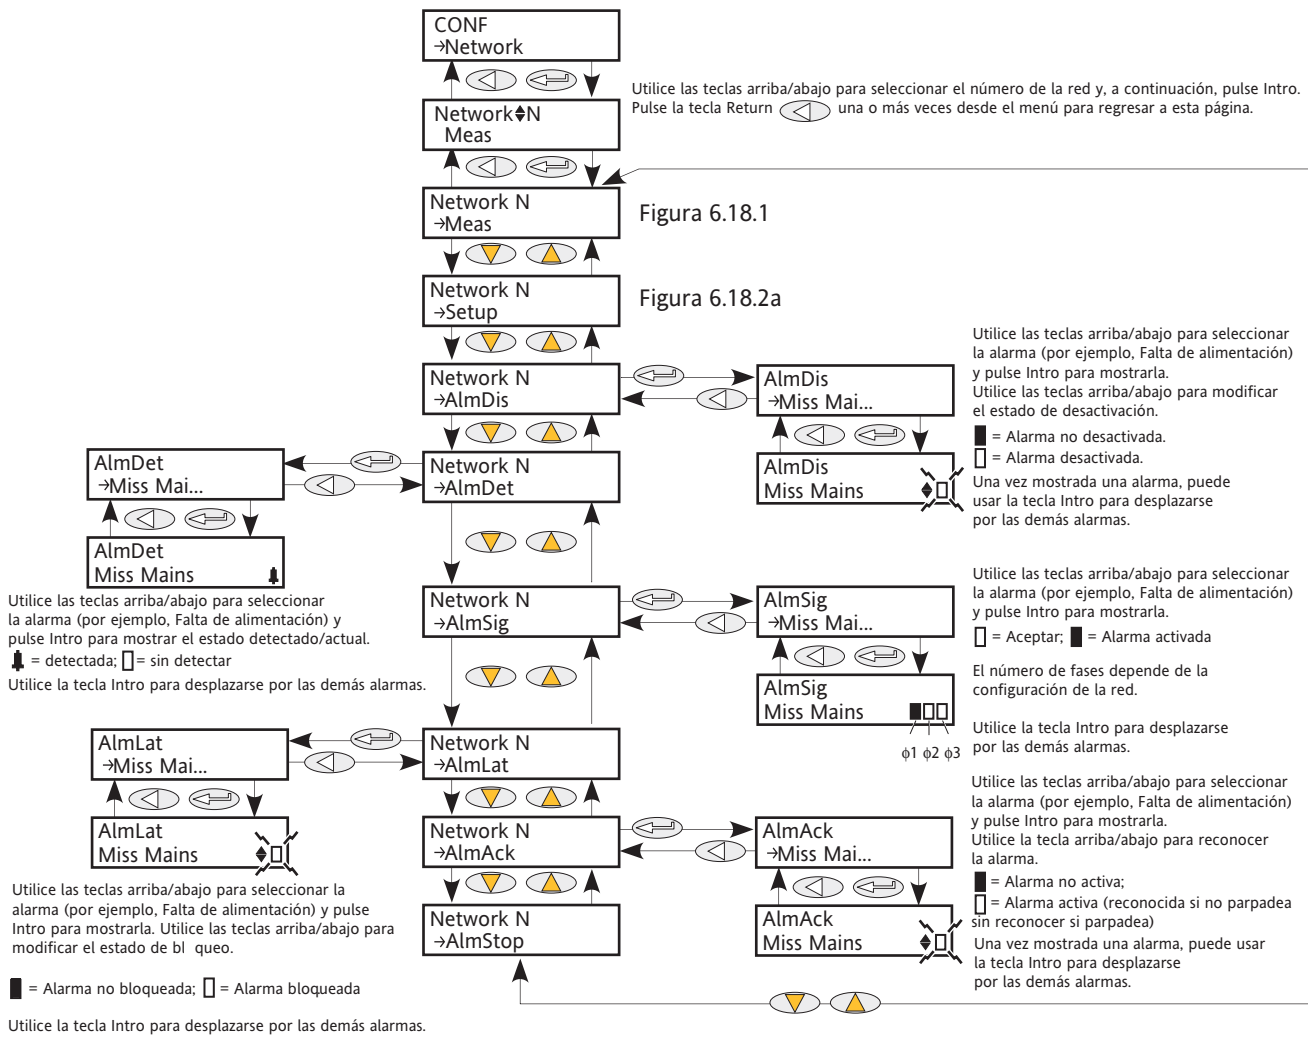 CONF
→Network
Utilice las teclas arriba/abajo para seleccionar el número de la red y, a continuación, pulse Intro.
Pulse la tecla Return una o más veces desde el menú para regresar a esta página.
Network N
Meas
Network N
→Meas
Figura 6.18.1
Network N
→Setup
Figura 6.18.2a
Network N
→AlmDis
AlmDis
→Miss Mai...
AlmDis
Miss Mains
Utilice las teclas arriba/abajo para seleccionar
la alarma (por ejemplo, Falta de alimentación)
y pulse Intro para mostrarla.
Utilice las teclas arriba/abajo para modificar
el estado de desactivación.
= Alarma no desactivada.
= Alarma desactivada.
Una vez mostrada una alarma, puede
usar la tecla Intro para desplazarse
por las demás alarmas.
Network N
→AlmDet
AlmDet
→Miss Mai...
AlmDet
Miss Mains
Utilice las teclas arriba/abajo para seleccionar
la alarma (por ejemplo, Falta de alimentación) y
pulse Intro para mostrar el estado detectado/actual.
= detectada; = sin detectar
Utilice la tecla Intro para desplazarse por las demás alarmas.
Network N
→AlmSig
AlmSig
→Miss Mai...
AlmSig
Miss Mains
ϕ1 ϕ2 ϕ3
Utilice las teclas arriba/abajo para seleccionar
la alarma (por ejemplo, Falta de alimentación)
y pulse Intro para mostrarla.
= Aceptar; = Alarma activada
El número de fases depende de la
configuración de la red.
Utilice la tecla Intro para desplazarse
por las demás alarmas.
Network N
→AlmLat
AlmLat
→Miss Mai...
AlmLat
Miss Mains
Utilice las teclas arriba/abajo para seleccionar la
alarma (por ejemplo, Falta de alimentación) y pulse
Intro para mostrarla. Utilice las teclas arriba/abajo para
modificar el estado de bl queo.
= Alarma no bloqueada; = Alarma bloqueada
Utilice la tecla Intro para desplazarse por las demás alarmas.
Network N
→AlmAck
AlmAck
→Miss Mai...
AlmAck
Miss Mains
Utilice las teclas arriba/abajo para seleccionar
la alarma (por ejemplo, Falta de alimentación)
y pulse Intro para mostrarla.
Utilice la tecla arriba/abajo para reconocer
la alarma.
= Alarma no activa;
= Alarma activa (reconocida si no parpadea
sin reconocer si parpadea)
Una vez mostrada una alarma, puede usar
la tecla Intro para desplazarse
por las demás alarmas.
Network N
→AlmStop